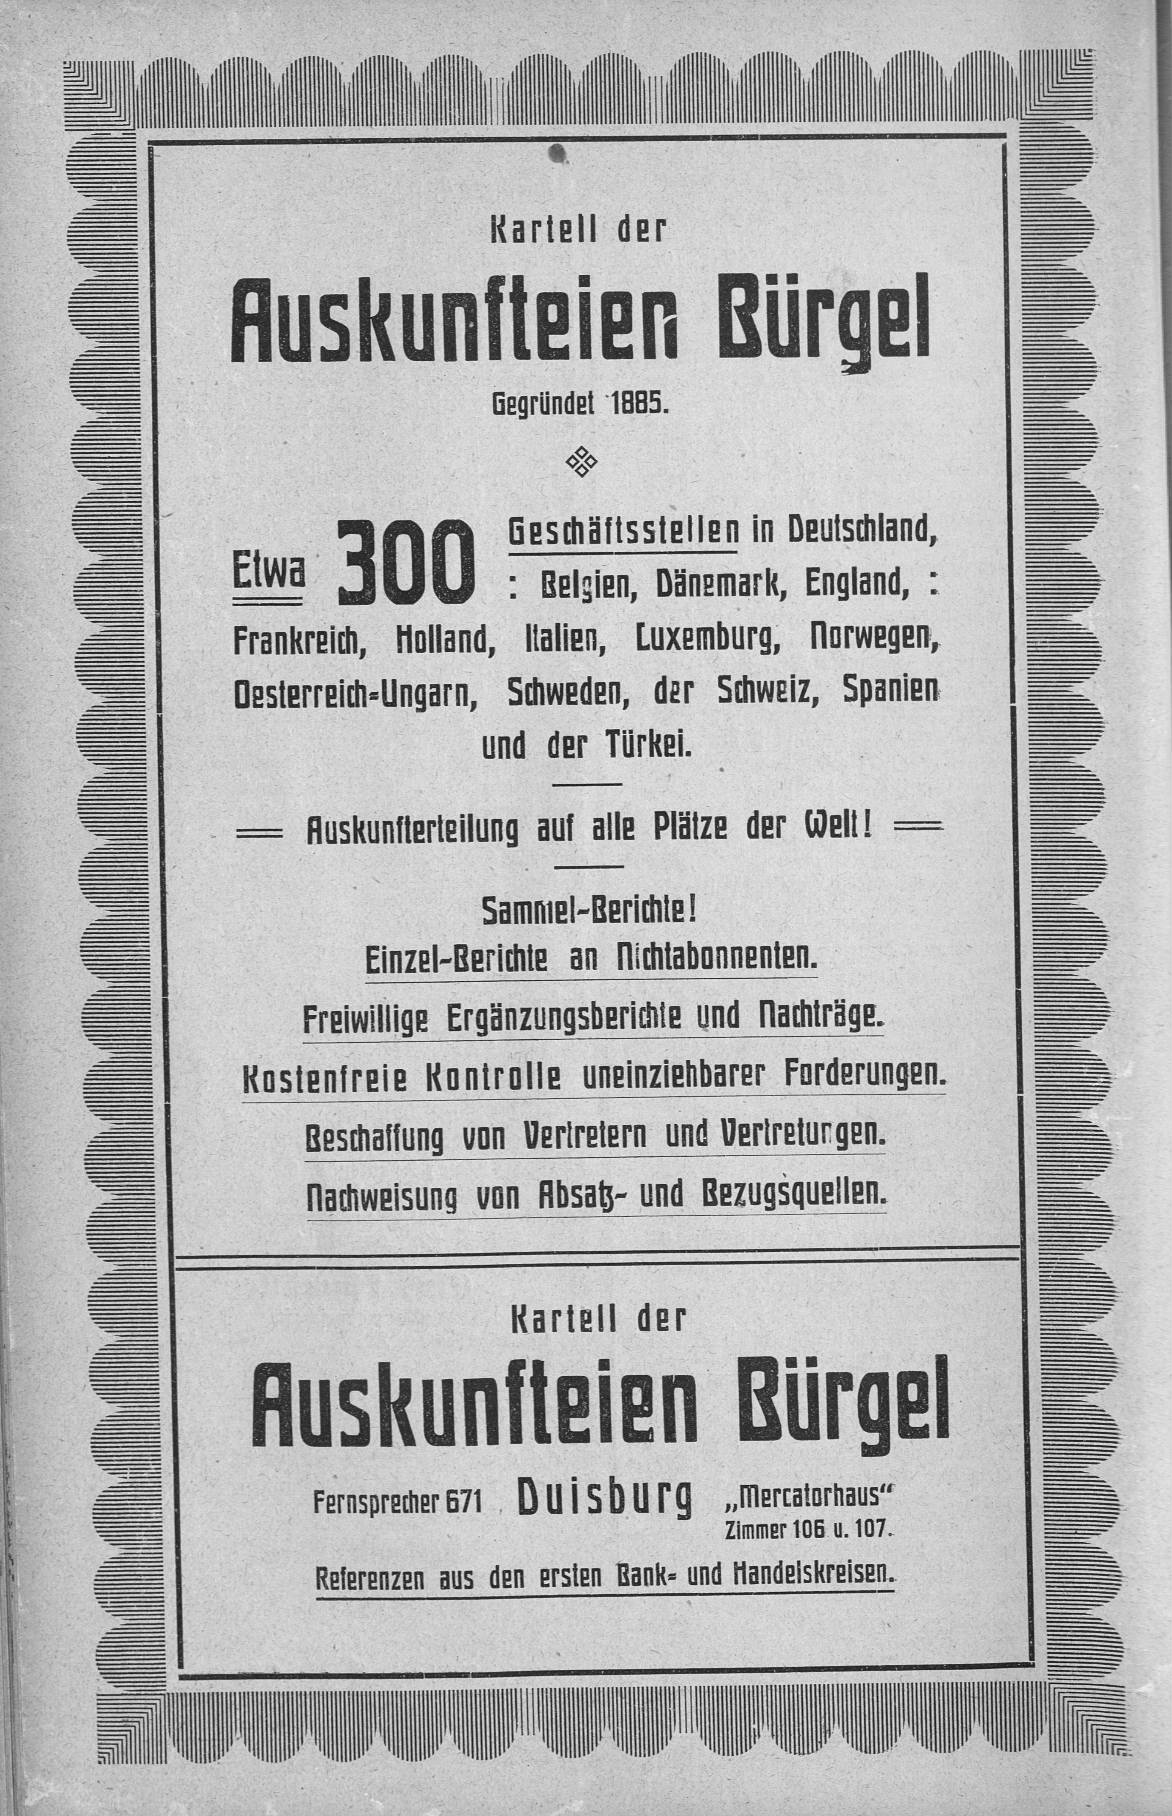 Kartell der
Auskunfteien Bürgel
Gegründet 1885.
Etwa 300 Geschäftsstellen in Deutschland,
: Belgien, Dänemark, England, :
Frankreich, Holland, Italien, Luxemburg, Norwegen,
Oesterreich-Ungarn, Schweden, der Schweiz, Spanien
und der Türkei.
Auskunfterteilung auf alle Plätze der Welt!
Sammel-Berichte!
Einzel-Berichte an Nichtabonnenten.
Freiwillige Ergänzungsberichte und Nachträge.
Kostenfreie Kontrolle uneinziehbarer Forderungen.
Beschaffung von Vertretern und Vertretungen.
Nachweisung von Absatz- und Bezugsquellen.
Kartell der
Auskunfteien Bürgel
Fernsprecher 671 Duisburg „Mercatorhaus“
Zimmer 106 u. 107.
Referenzen aus den ersten Bank- und Handelskreisen.